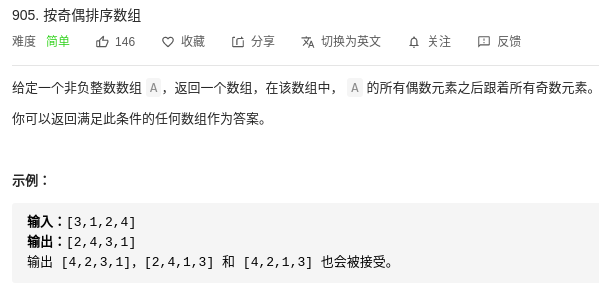 905. 按奇偶排序数组
难度 简单 146 收藏 分享 切换为英文 关注 反馈
给定一个非负整数数组 A，返回一个数组，在该数组中， A 的所有偶数元素之后跟着所有奇数元素。
你可以返回满足此条件的任何数组作为答案。
示例：
输入：[3,1,2,4]
输出：[2,4,3,1]
输出 [4,2,3,1]，[2,4,1,3] 和 [4,2,1,3] 也会被接受。